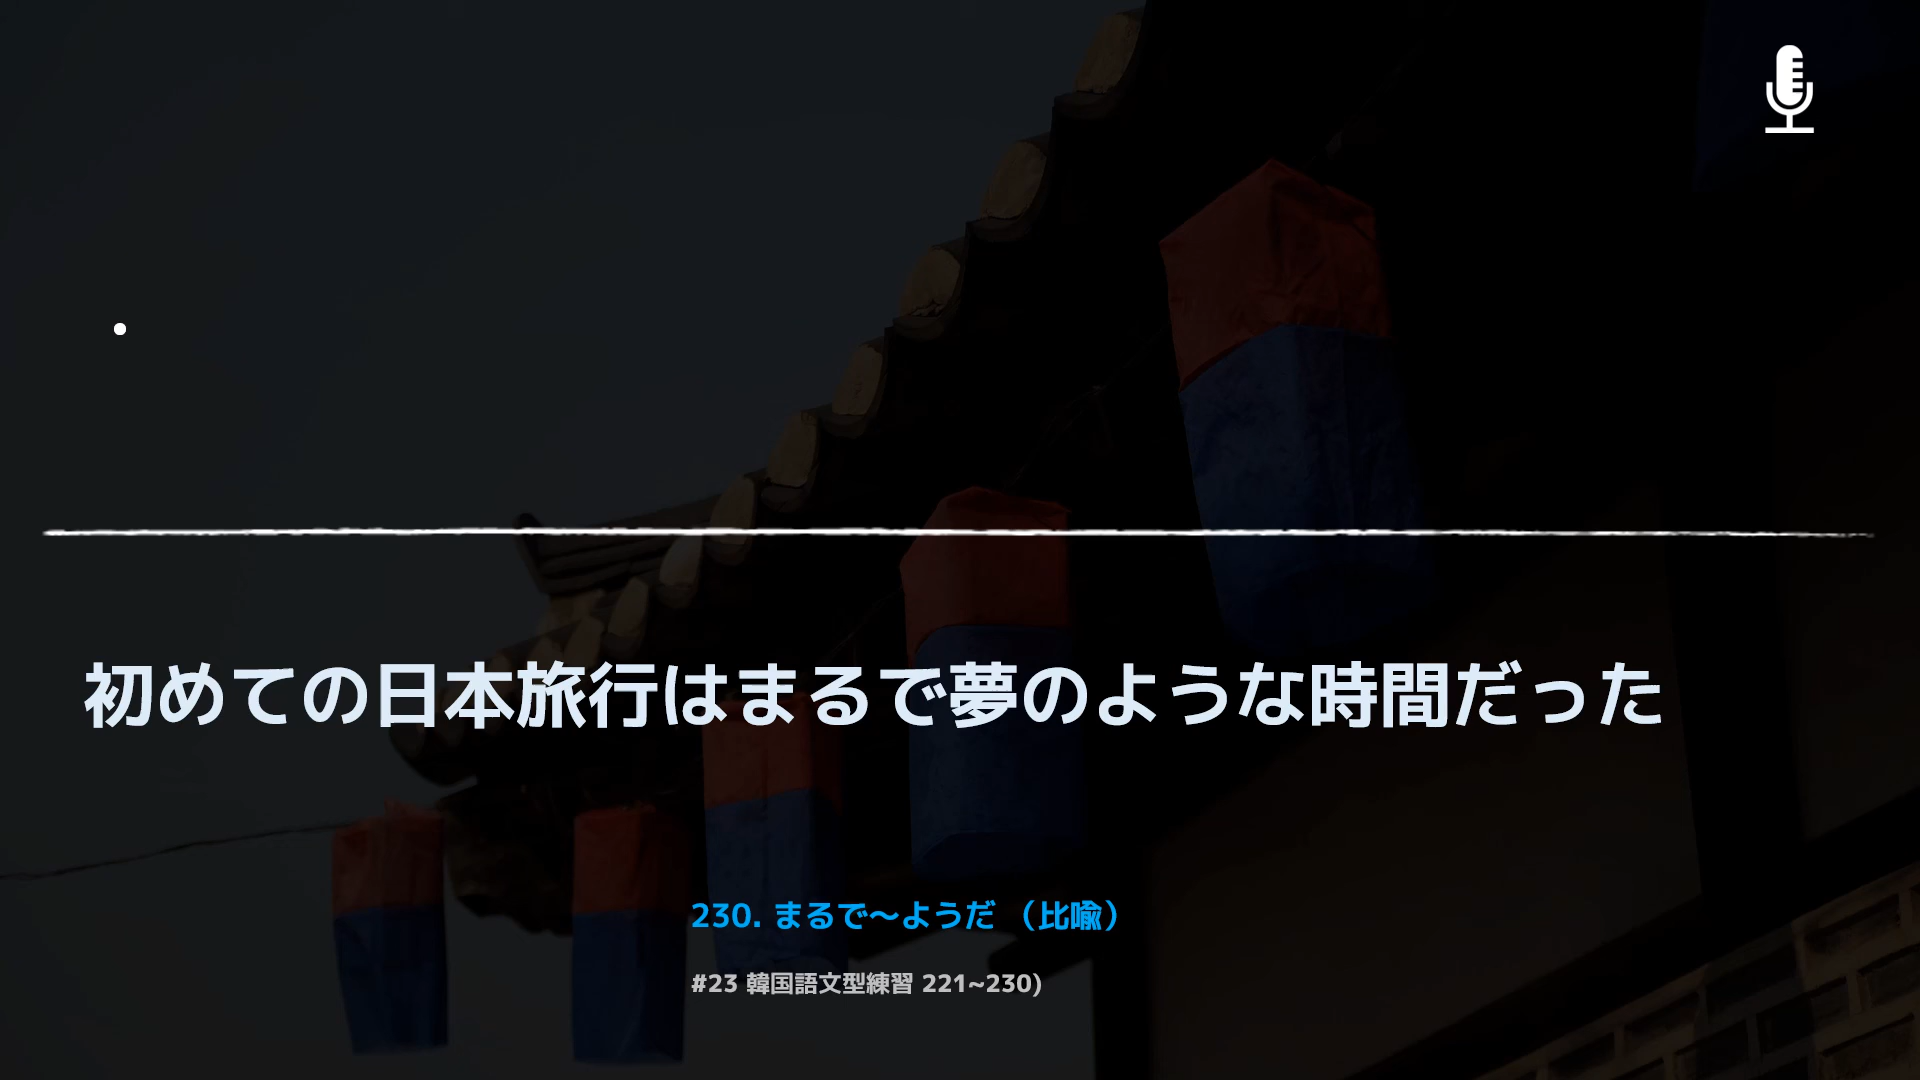 初めての日本旅行はまるで夢のような時間だった
230. まるで～ようだ （比喩）
#23 韓国語文型練習 221~230)